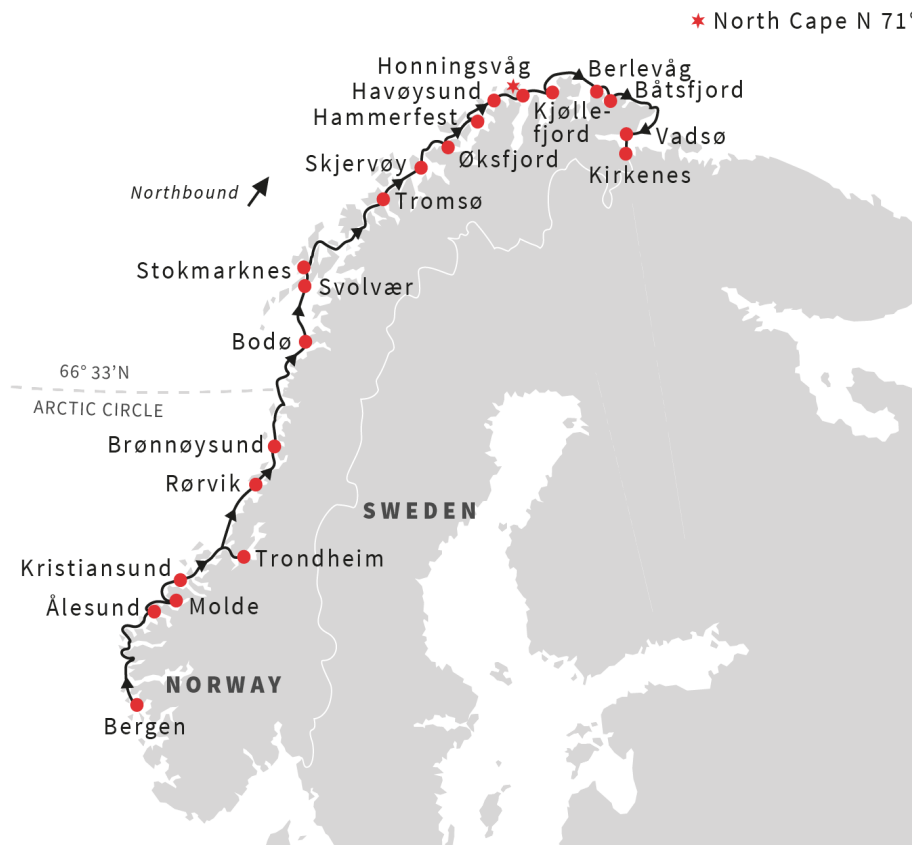 North Cape N 71°
Honningsvåg
Berlevåg
Havøysund
Båtsfjord
Hammerfest
Kjølle-
fjord
Vadsø
Skjervøy
Øksfjord
Kirkenes
Northbound
Tromsø
Stokmarknes
Svolvær
Bodø
66° 33’N
ARCTIC CIRCLE
Brønnøysund
Rørvik
SWEDEN
Trondheim
Kristiansund
Ålesund
Molde
NORWAY
Bergen